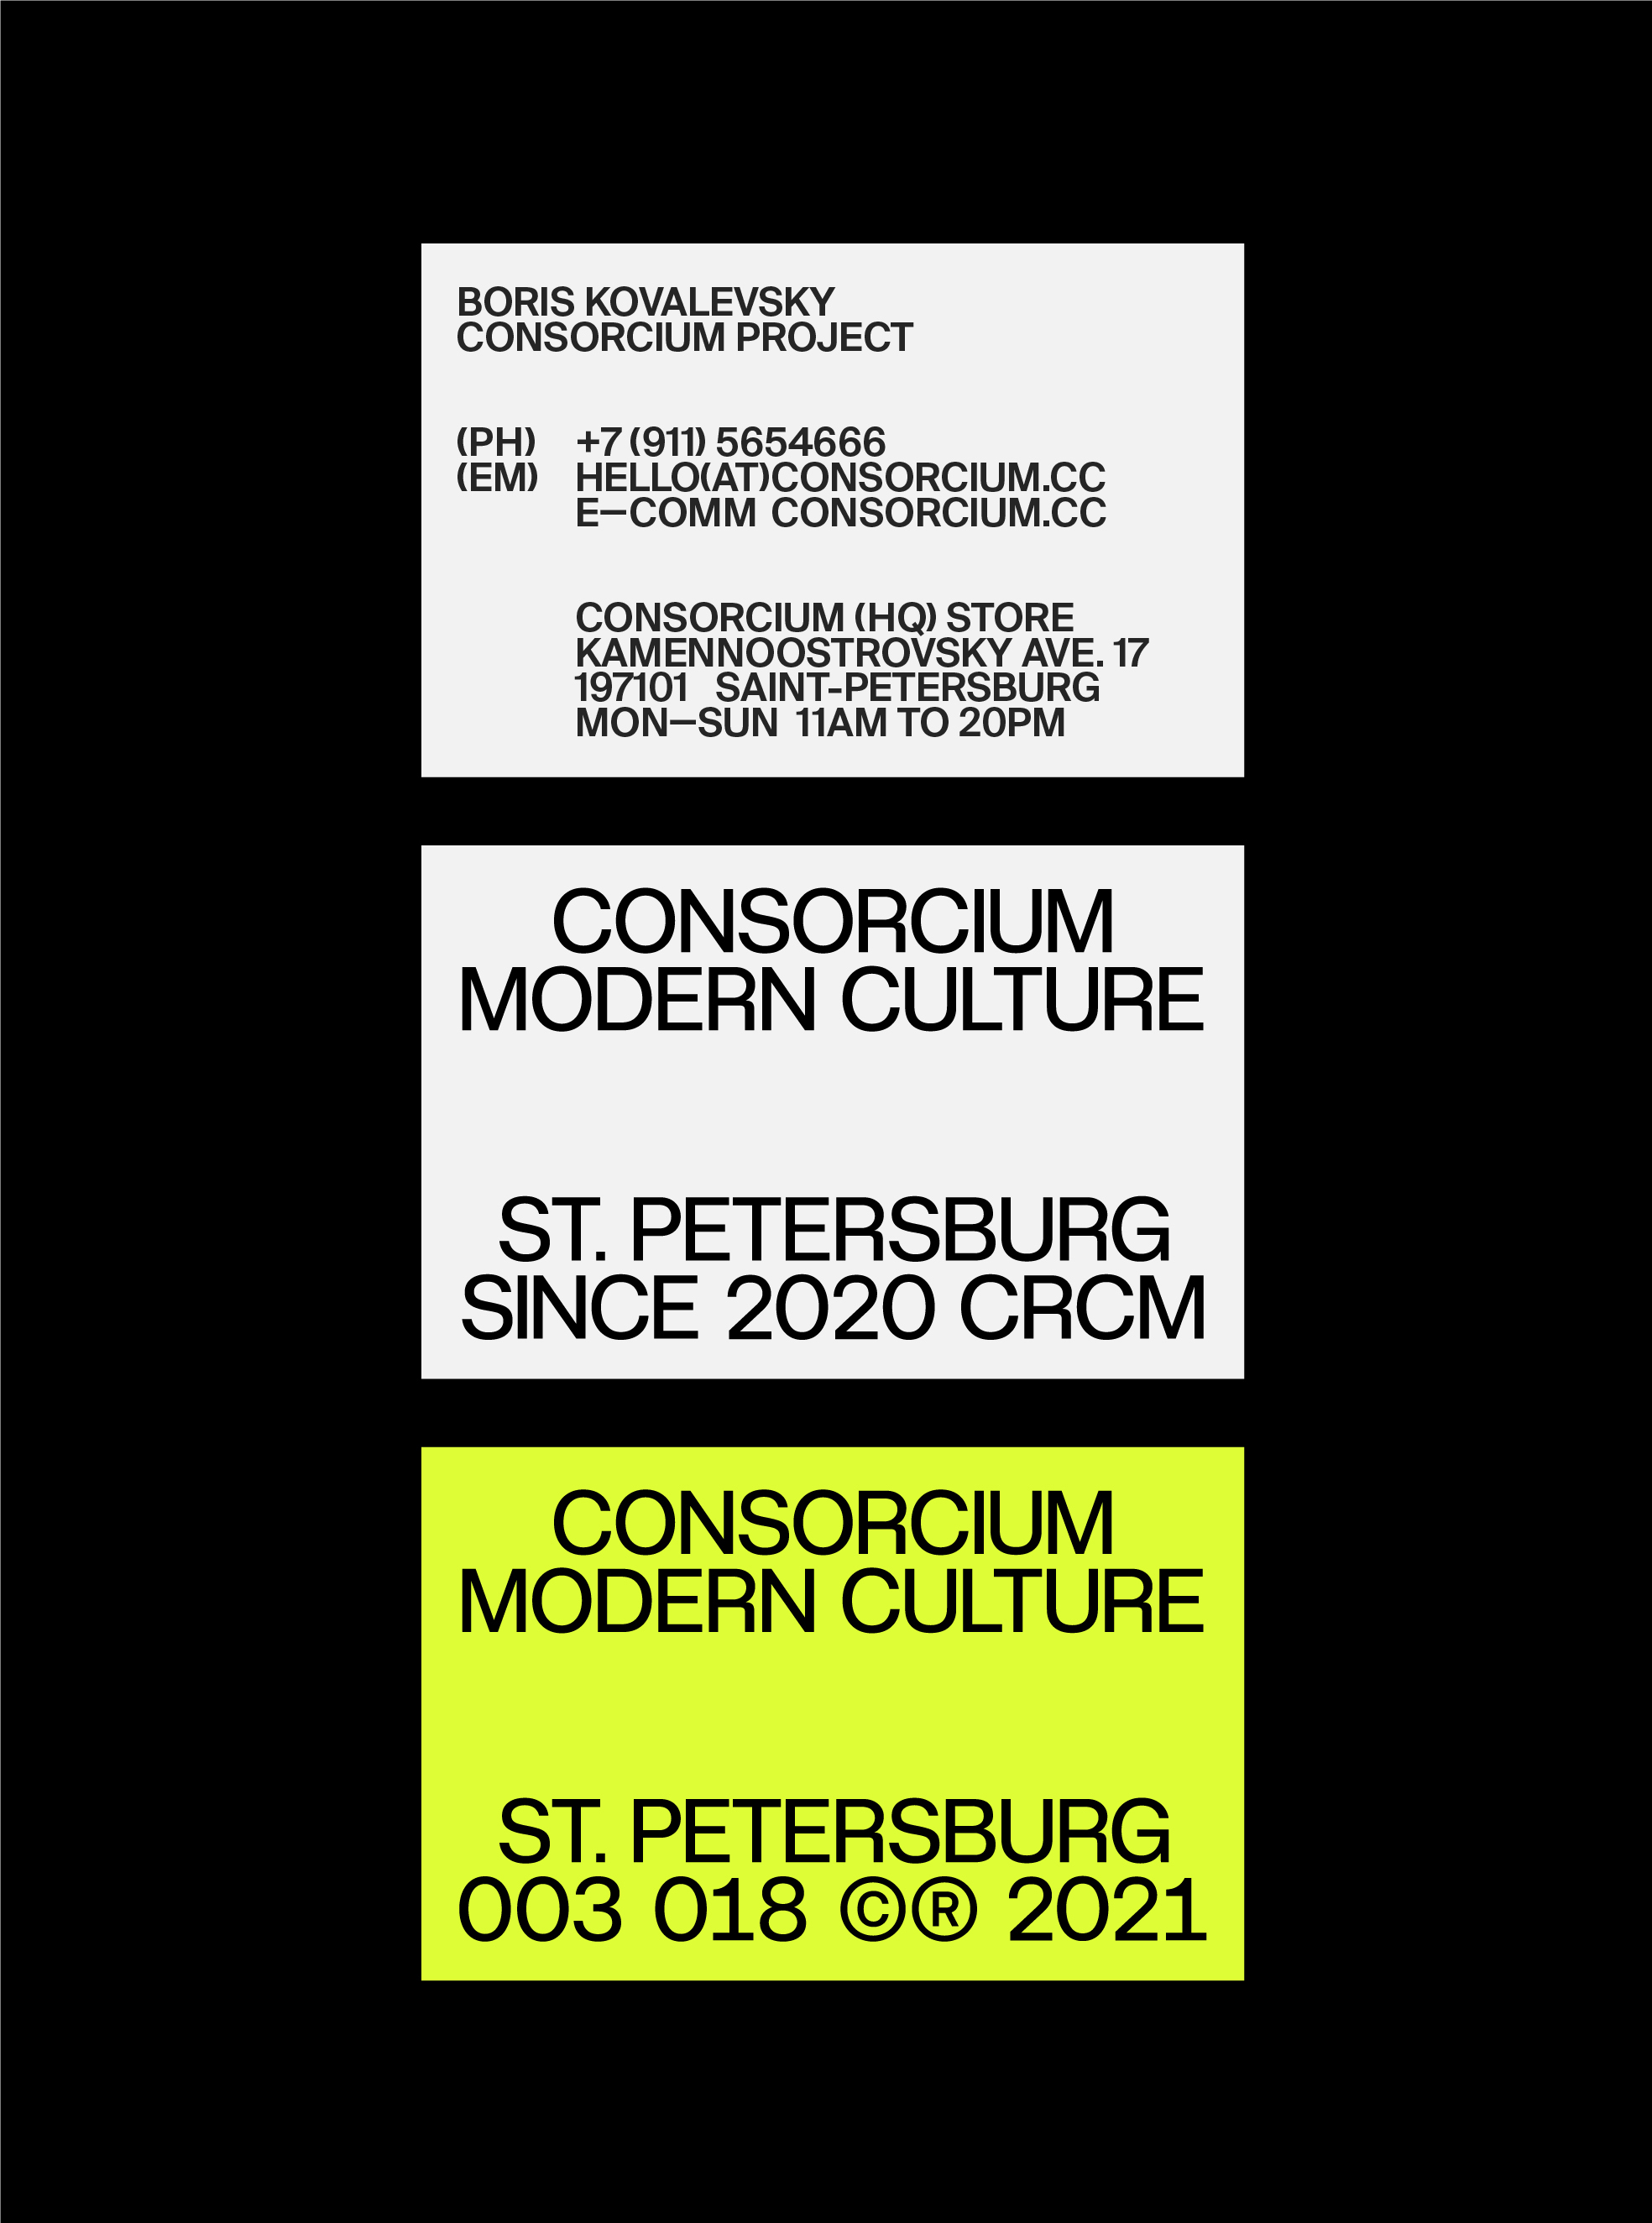 BORIS KOVALEVSKY
CONSORCIUM PROJECT
(PH) +7 (911) 5654666
(EM) HELLO(AT)CONSORCIUM.CC
E—COMM CONSORCIUM.CC
CONSORCIUM (HQ) STORE
KAMENNOOSTROVSKY AVE. 17
197101 SAINT-PETERSBURG
MON—SUN 11AM TO 20PM
CONSORCIUM
MODERN CULTURE
ST. PETERSBURG
SINCE 2020 CRCM
CONSORCIUM
MODERN CULTURE
ST. PETERSBURG
003 018 ©® 2021